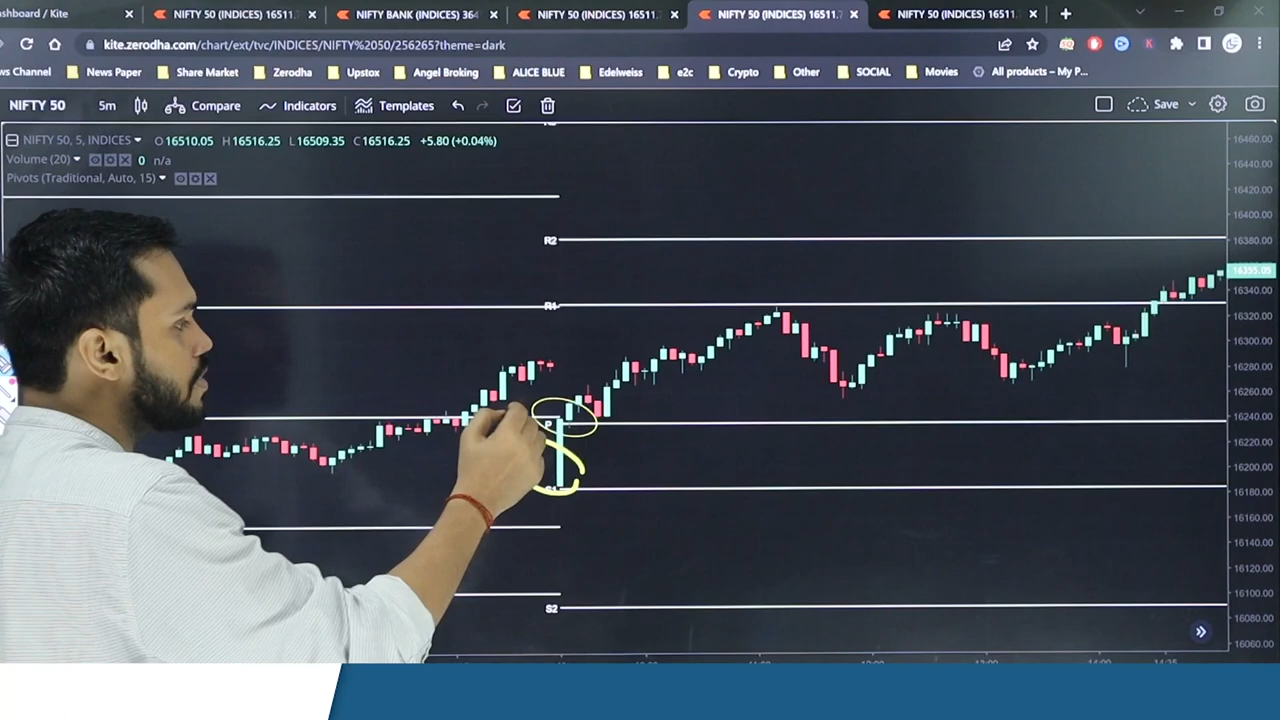 ashboard / Kite
NIFTY 50 (INDICES) 16511.
NIFTY BANK (INDICES) 364
NIFTY 50 (INDICES) 16511.
NIFTY 50 (INDICES) 16511.
NIFTY 50 (INDICES) 16511
kite.zerodha.com/chart/ext/tvc/INDICES/NIFTY%2050/256265?theme=dark
ws Channel
News Paper
Share Market
Zerodha
Upstox
Angel Broking
ALICE BLUE
Edelweiss
e2c
Crypto
Other
SOCIAL
Movies
All products – My P...
NIFTY 50
5m
Compare
Indicators
Templates
Save
NIFTY 50, 5, INDICES
O16510.05 H16516.25 L16509.35 C16516.25 +5.80 (+0.04%)
Volume (20)
0 n/a
Pivots (Traditional, Auto, 15)
16460.00
16440.00
16420.00
16400.00
R2
16380.00
16355.05
16340.00
R1
16320.00
16300.00
16280.00
16260.00
16240.00
P
16220.00
16200.00
S1
16180.00
16160.00
16140.00
16120.00
16100.00
S2
16080.00
16060.00